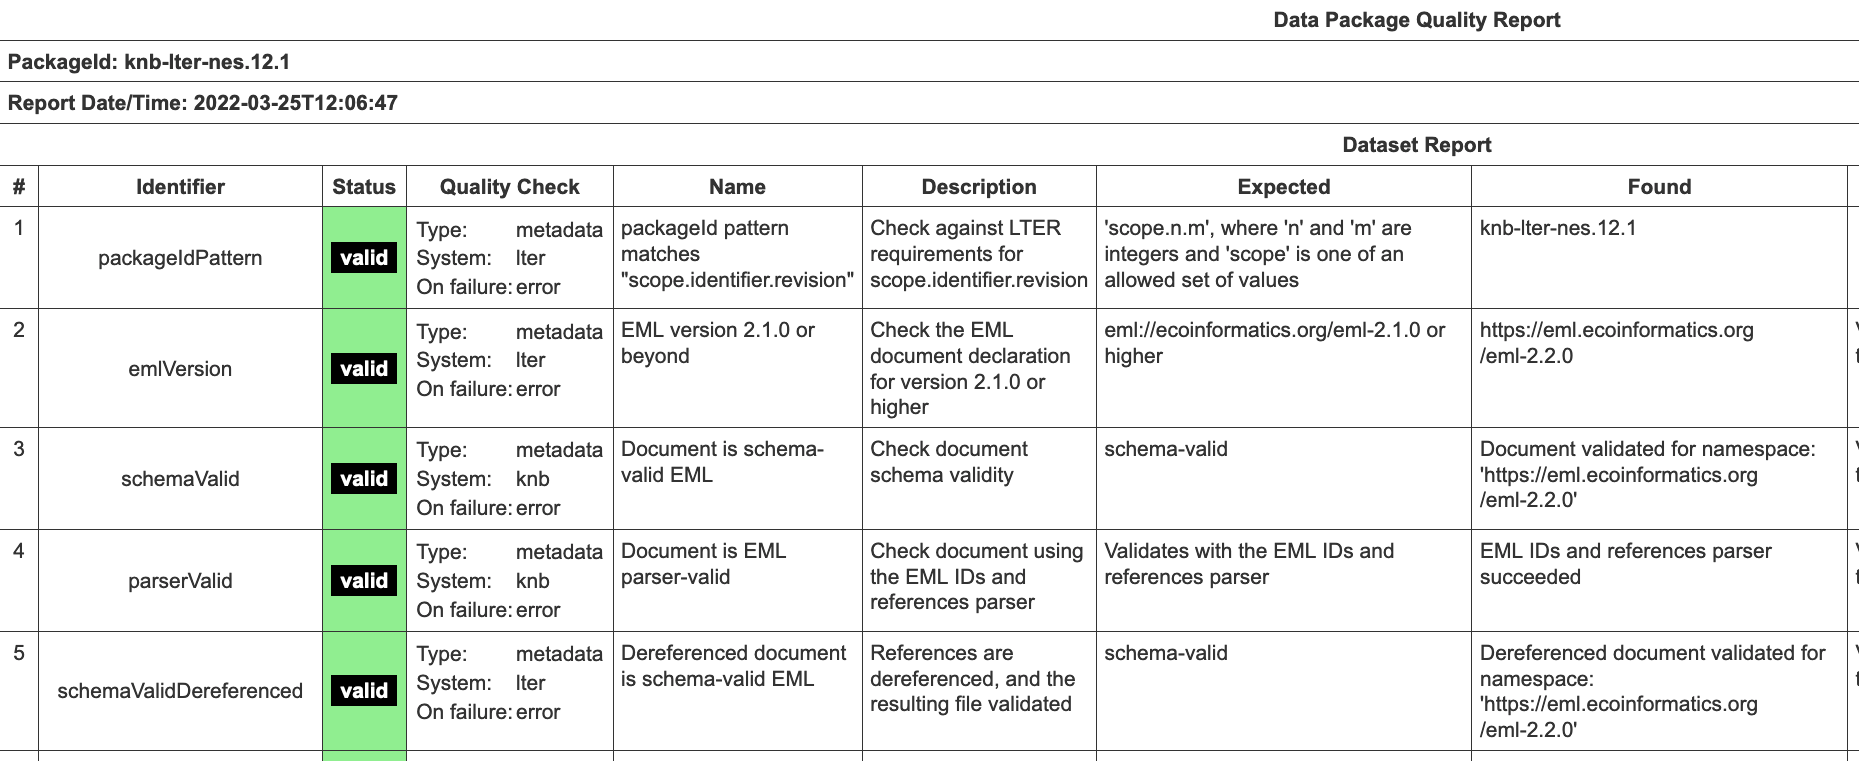 Data Package Quality Report
PackageId: knb-lter-nes.12.1
Report Date/Time: 2022-03-25T12:06:47
Dataset Report
# Identifier Status Quality Check Name Description Expected Found
1
packageIdPattern
valid
Type: metadata
System: lter
On failure: error
packageId pattern
matches
"scope.identifier.revision"
Check against LTER
requirements for
scope.identifier.revision
'scope.n.m', where 'n' and 'm' are
integers and 'scope' is one of an
allowed set of values
knb-lter-nes.12.1
2
emlVersion
valid
Type: metadata
System: lter
On failure: error
EML version 2.1.0 or
beyond
Check the EML
document declaration
for version 2.1.0 or
higher
eml://ecoinformatics.org/eml-2.1.0 or
higher
https://eml.ecoinformatics.org
/eml-2.2.0
3
schemaValid
valid
Type: metadata
System: knb
On failure: error
Document is schema-
valid EML
Check document
schema validity
schema-valid
Document validated for namespace:
'https://eml.ecoinformatics.org
/eml-2.2.0'
4
parserValid
valid
Type: metadata
System: knb
On failure: error
Document is EML
parser-valid
Check document using
the EML IDs and
references parser
Validates with the EML IDs and
references parser
EML IDs and references parser
succeeded
5
schemaValidDereferenced
valid
Type: metadata
System: lter
On failure: error
Dereferenced document
is schema-valid EML
References are
dereferenced, and the
resulting file validated
schema-valid
Dereferenced document validated for
namespace:
'https://eml.ecoinformatics.org
/eml-2.2.0'